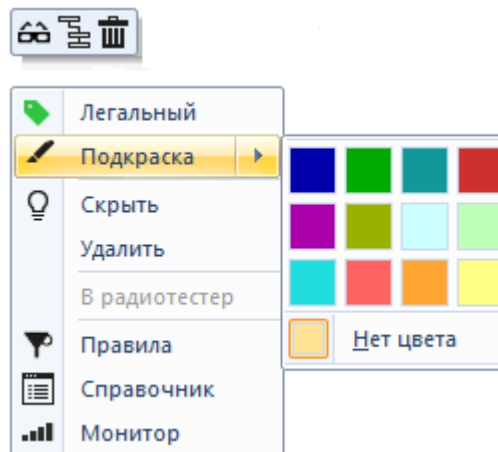 Легальный
Подкраска
Скрыть
Удалить
В радиотестер
Нет цвета
Правила
Справочник
Монитор